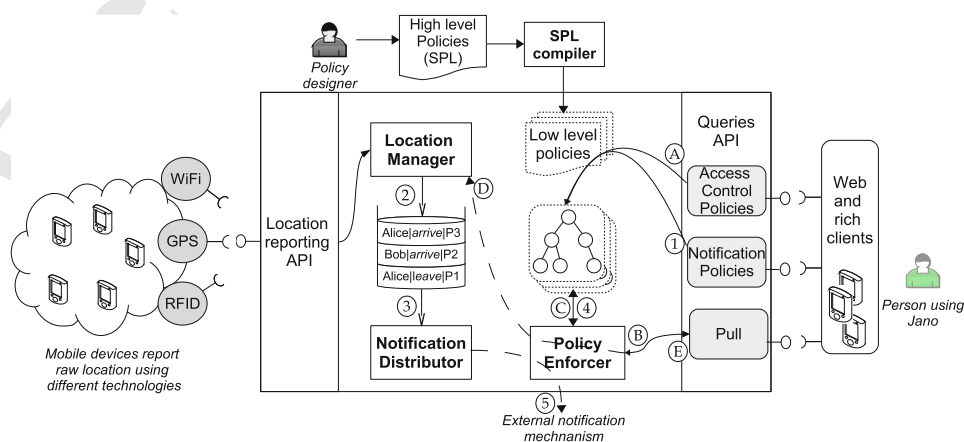 High level
Policies
(SPL)
SPL
compiler
Policy
designer
Low level
policies
Queries
API
Location
Manager
WiFi
GPS
RFID
Location
reporting
API
A
D
2
Access
Control
Policies
Web
and
rich
clients
Alice|arrive|P3
Bob|arrive|P2
Alice|leave|P1
1
Notification
Policies
3
C
4
Person using
Jano
Notification
Distributor
Policy
Enforcer
B
E
Pull
Mobile devices report
raw location using
different technologies
5
External notification
mechnanism